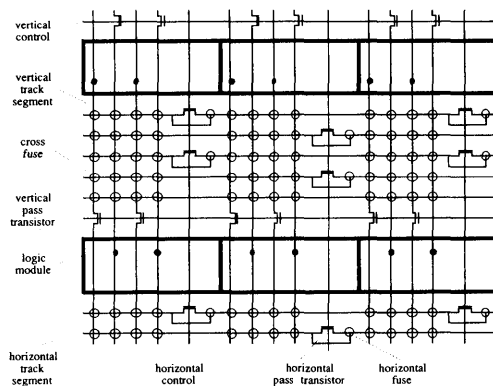 vertical
control
vertical
track
segment
cross
fuse
vertical
pass
transistor
logic
module
horizontal
track
segment
horizontal
control
horizontal
pass transistor
horizontal
fuse